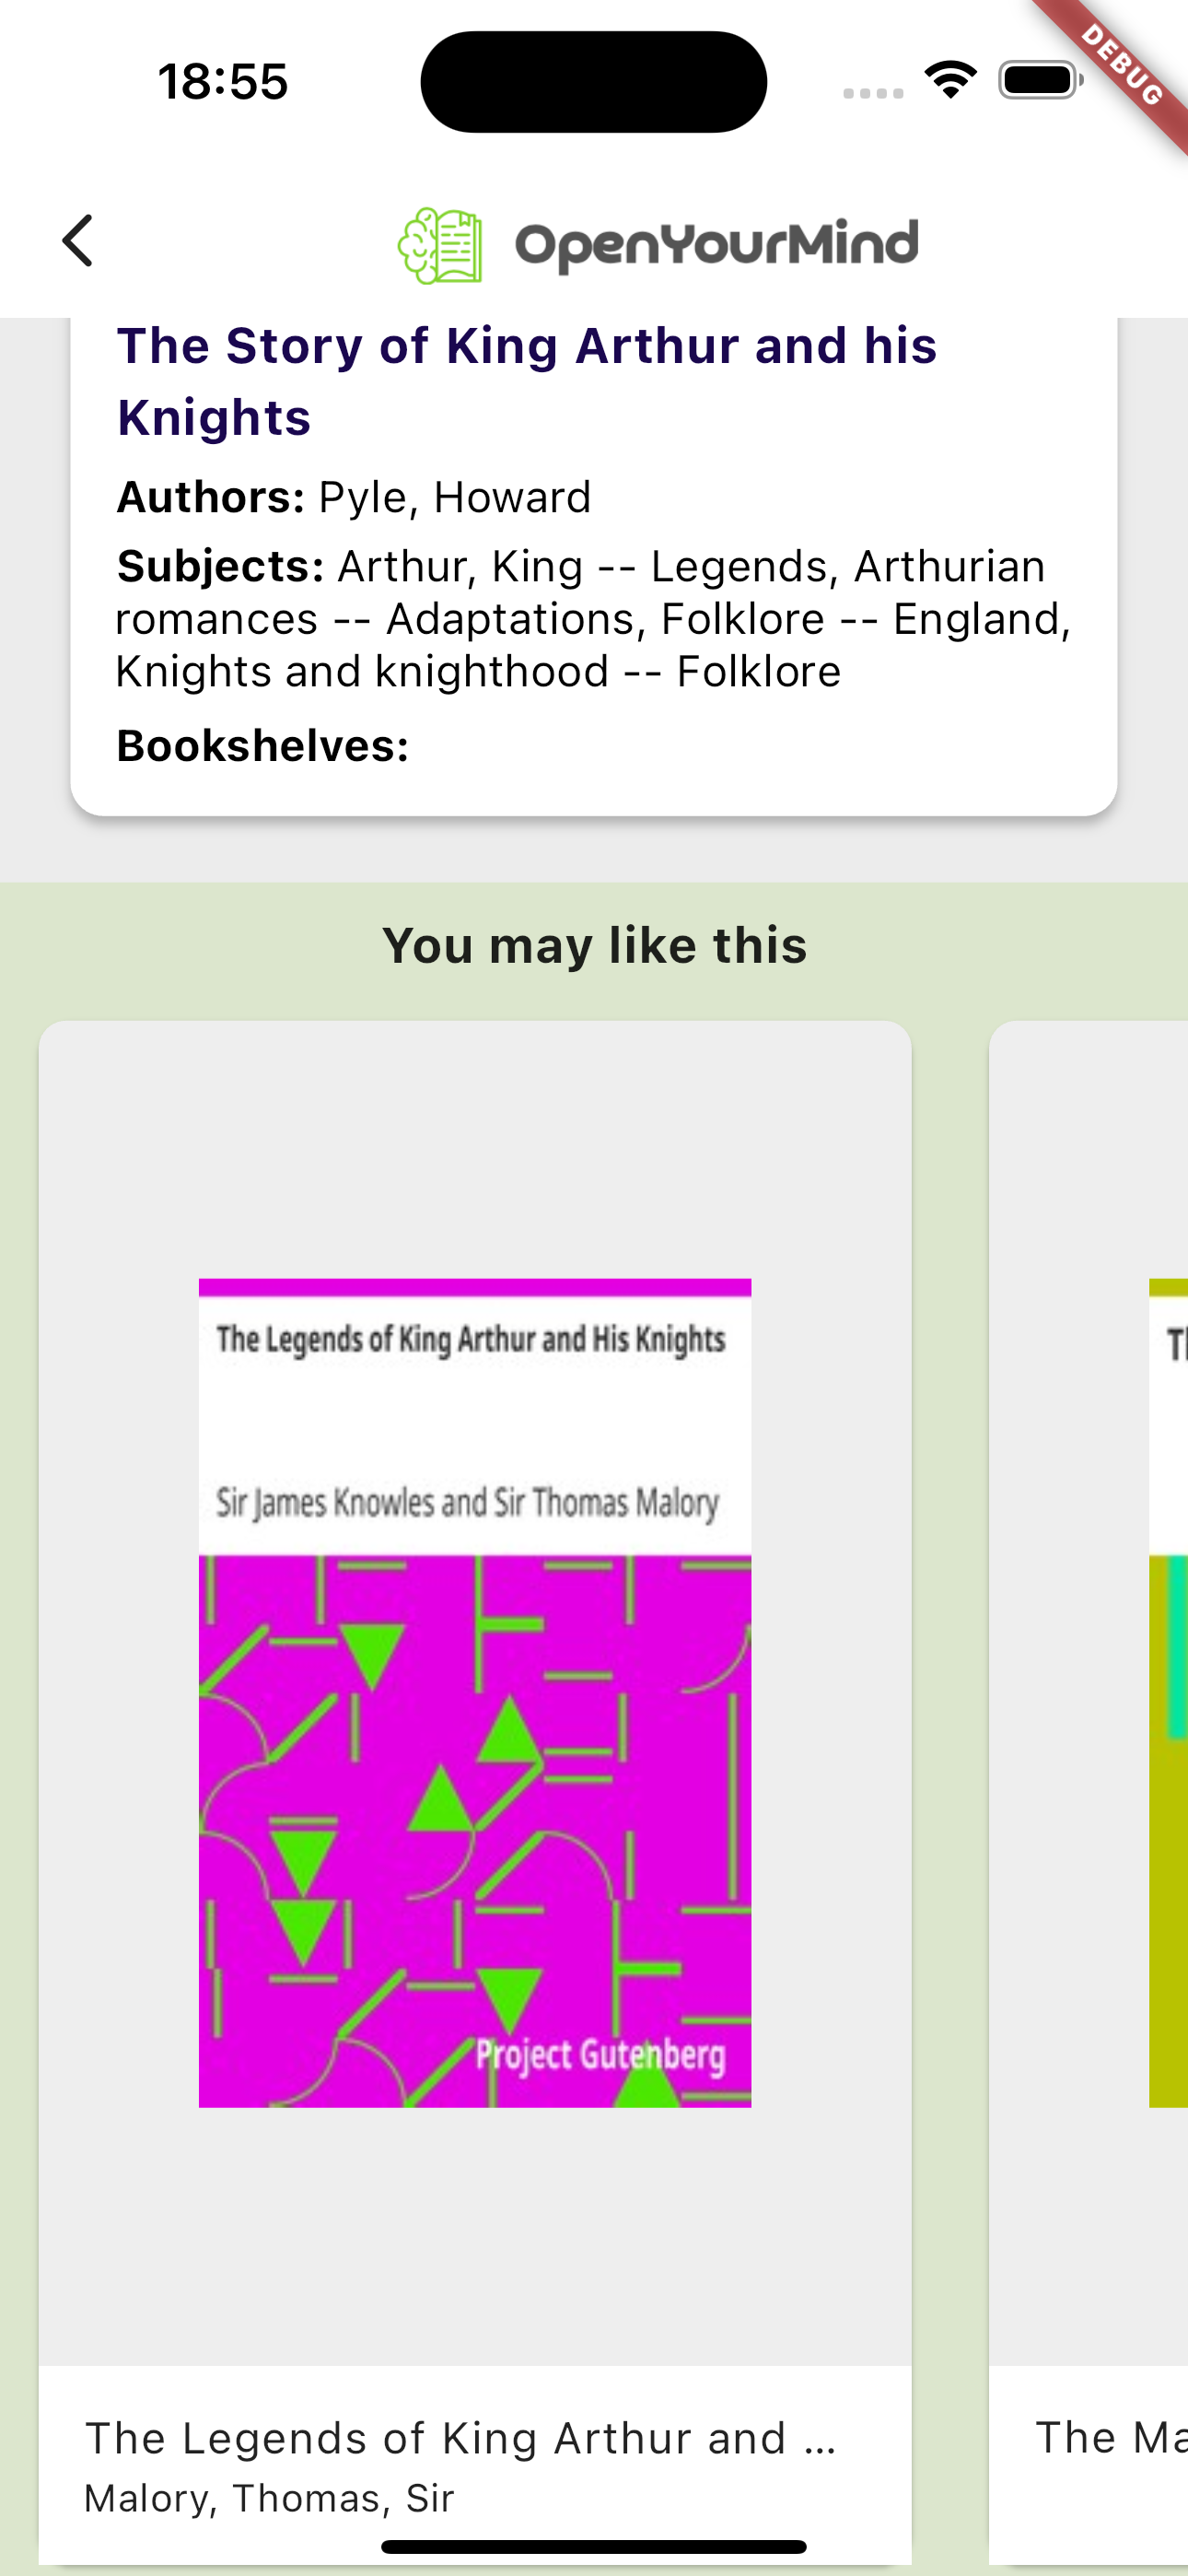 18:55
DEBUG
OpenYourMind
The Story of King Arthur and his
Knights
Authors: Pyle, Howard
Subjects: Arthur, King -- Legends, Arthurian
romances -- Adaptations, Folklore -- England,
Knights and knighthood -- Folklore
Bookshelves:
You may like this
The Legends of King Arthur and His Knights
Sir James Knowles and Sir Thomas Malory
Project Gutenberg
The Legends of King Arthur and ...
Malory, Thomas, Sir
The